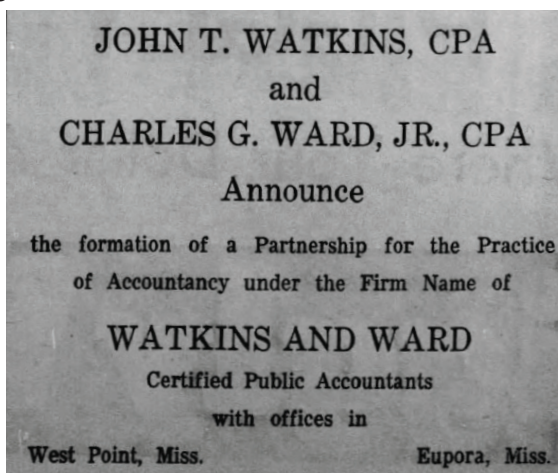 JOHN T. WATKINS, CPA
and
CHARLES G. WARD, JR., CPA
Announce
the formation of a Partnership for the Practice
of Accountancy under the Firm Name of
WATKINS AND WARD
Certified Public Accountants
with offices in
West Point, Miss. Eupora, Miss.